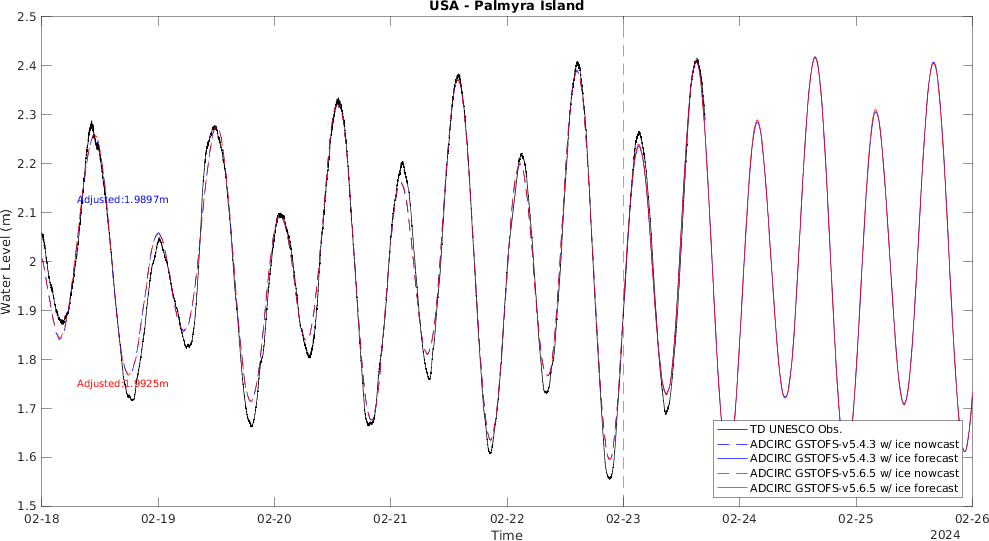 USA - Palmyra Island
2.5
2.4
2.3
2.2
2.1
2
1.9
1.8
1.7
1.6
1.5
Water Level (m)
Adjusted:1.9897m
Adjusted:1.9925m
TD UNESCO Obs.
ADCIRC GSTOFS-v5.4.3 w/ ice nowcast
ADCIRC GSTOFS-v5.4.3 w/ ice forecast
ADCIRC GSTOFS-v5.6.5 w/ ice nowcast
ADCIRC GSTOFS-v5.6.5 w/ ice forecast
02-18 02-19 02-20 02-21 02-22 02-23 02-24 02-25 02-26
Time
2024